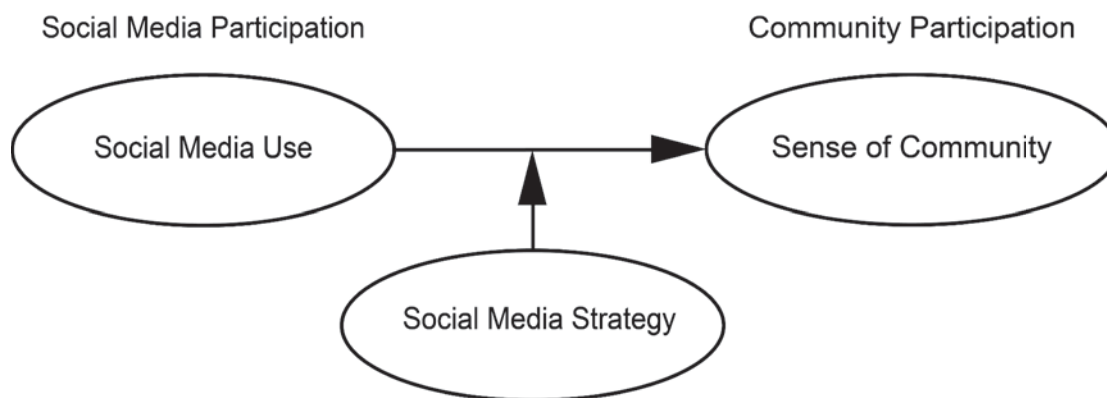 Social Media Participation
Community Participation
Social Media Use
Sense of Community
Social Media Strategy